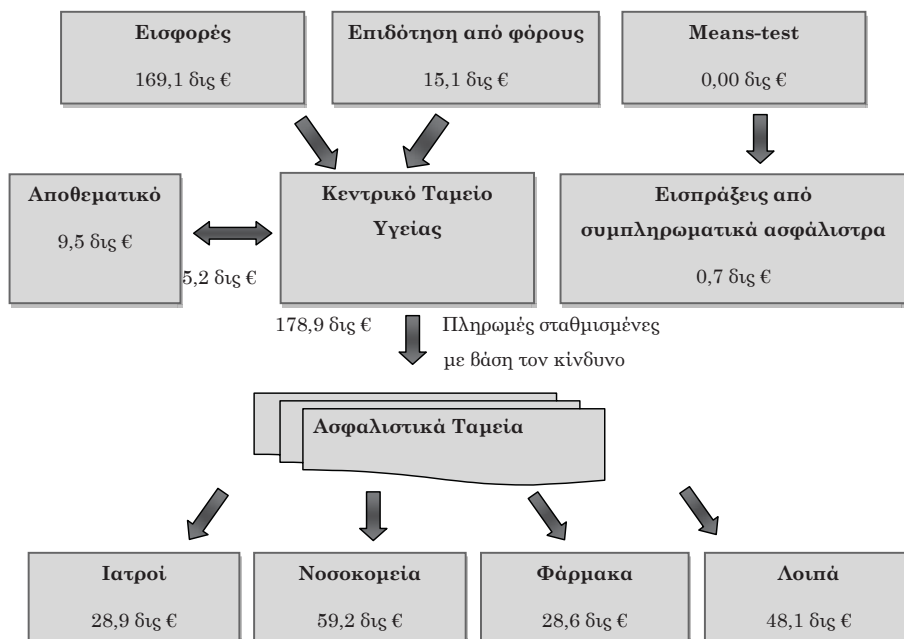 Εισφορές
169,1 δις €
Επιδότηση από φόρους
15,1 δις €
Means-test
0,00 δις €
Αποθεματικό
9,5 δις €
5,2 δις €
Κεντρικό Ταμείο
Υγείας
Εισπράξεις από
συμπληρωματικά ασφάλιστρα
0,7 δις €
178,9 δις €
Πληρωμές σταθμισμένες
με βάση τον κίνδυνο
Ασφαλιστικά Ταμεία
Ιατροί
28,9 δις €
Νοσοκομεία
59,2 δις €
Φάρμακα
28,6 δις €
Λοιπά
48,1 δις €